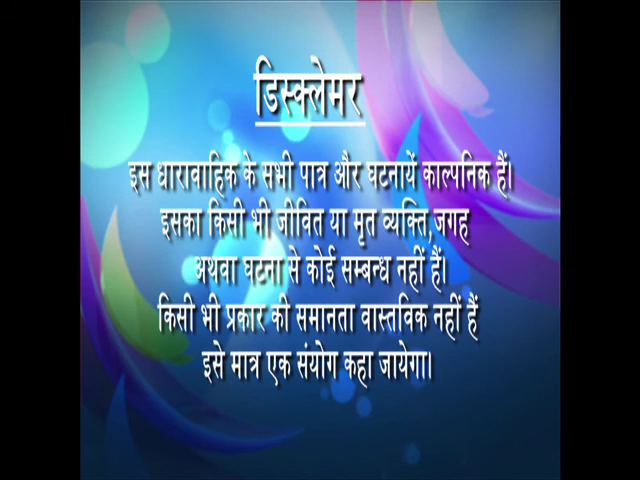 डिस्क्लेमर
इस धारावाहिक के सभी पात्र और घटनायें काल्पनिक हैं।
इसका किसी भी जीवित या मृत व्यक्ति,जगह
अथवा घटना से कोई सम्बन्ध नहीं हैं।
किसी भी प्रकार की समानता वास्तविक नहीं हैं
इसे मात्र एक संयोग कहा जायेगा।